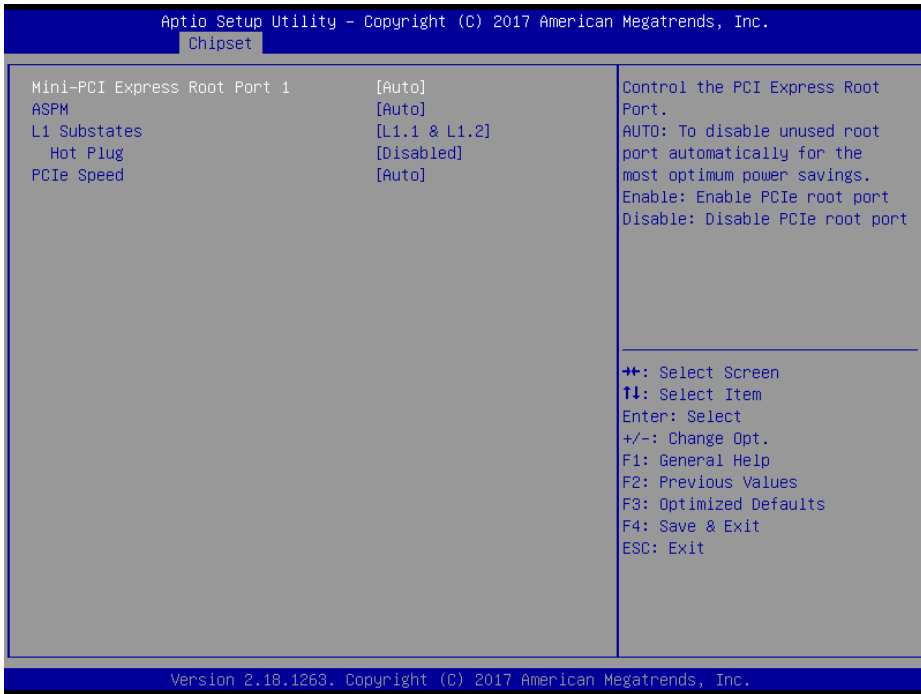 Aptio Setup Utility – Copyright (C) 2017 American Megatrends, Inc.
Chipset
Mini-PCI Express Root Port 1 [Auto]
ASPM [Auto]
L1 Substates [L1.1 & L1.2]
Hot Plug [Disabled]
PCIe Speed [Auto]
Control the PCI Express Root
Port.
AUTO: To disable unused root
port automatically for the
most optimum power savings.
Enable: Enable PCIe root port
Disable: Disable PCIe root port
→←: Select Screen
↑↓: Select Item
Enter: Select
+/-: Change Opt.
F1: General Help
F2: Previous Values
F3: Optimized Defaults
F4: Save & Exit
ESC: Exit
Version 2.18.1263. Copyright (C) 2017 American Megatrends, Inc.